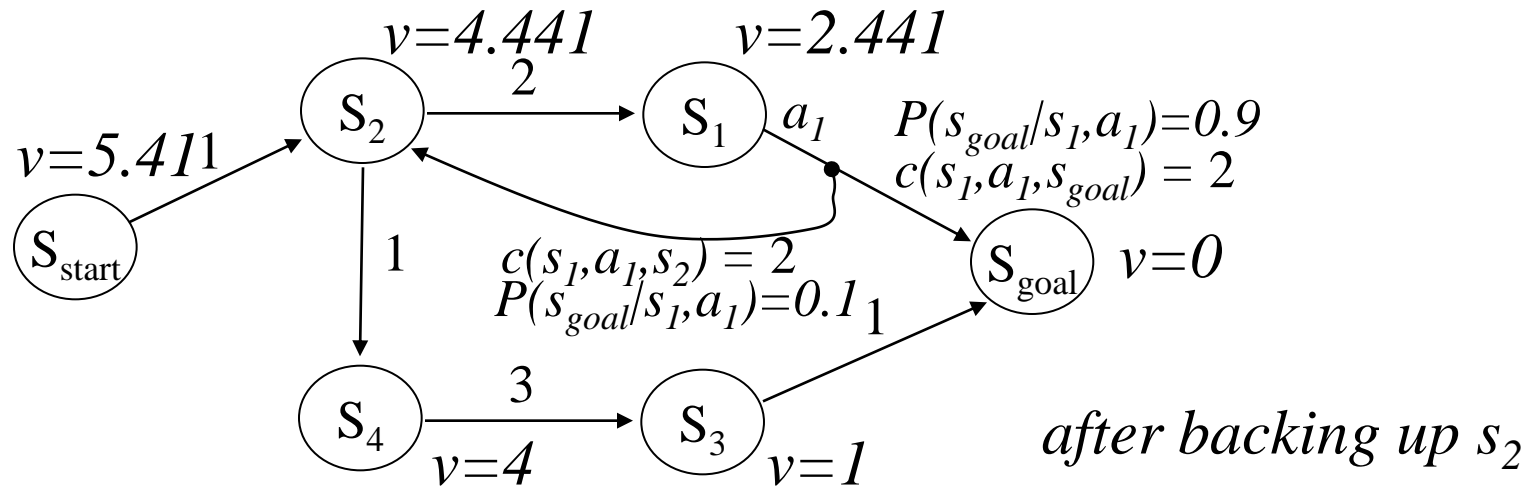 v=4.441
v=2.441
2
S2
S1
a1
P(sgoal/s1,a1)=0.9
c(s1,a1,sgoal) = 2
v=5.411
Sstart
1
c(s1,a1,s2) = 2
P(sgoal/s1,a1)=0.1
1
Sgoal
v=0
3
S4
S3
v=4
v=1
after backing up s2